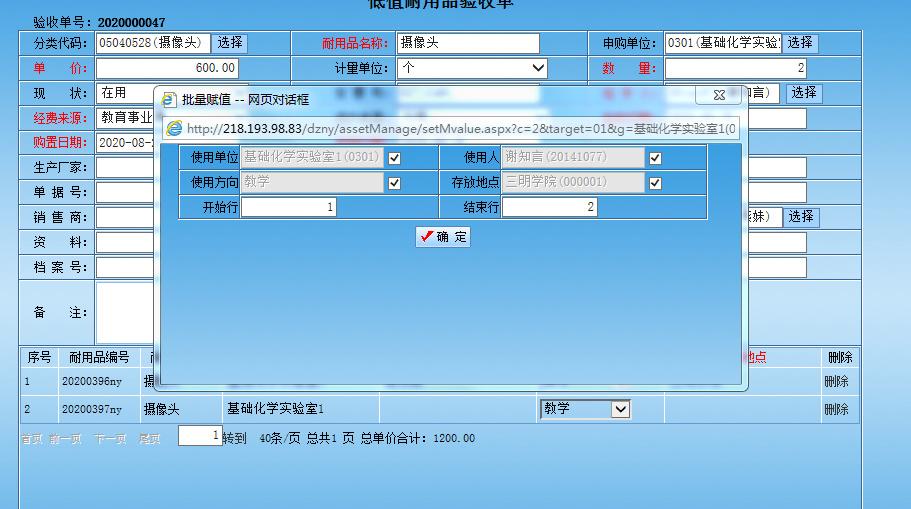 低值耐用品验收单
验收单号：2020000047
分类代码： 05040528(摄像头) 选择 耐用品名称： 摄像头 申购单位： 0301(基础化学实验 选择
单 价： 600.00 计量单位： 个 数 量： 2
现 状： 在用 选择
经费来源： 教育事业
购置日期： 2020-08-
生产厂家：
单 据 号：
销 售 商： 选择
资 料：
档 案 号：
备 注：
批量赋值 -- 网页对话框
http://218.193.98.83/dzny/assetManage/setMvalue.aspx?c=2&target=01&g=基础化学实验室1(0
使用单位 基础化学实验室1(0301) 使用人 谢知言(20141077)
使用方向 教学 存放地点 三明学院(000001)
开始行 1 结束行 2
确 定
序号 耐用品编号 地点 删除
1 20200396ny 删除
2 20200397ny 摄像头 基础化学实验室1 教学 删除
首页 前一页 下一页 尾页 1 转到 40条/页 总共1 页 总单价合计：1200.00